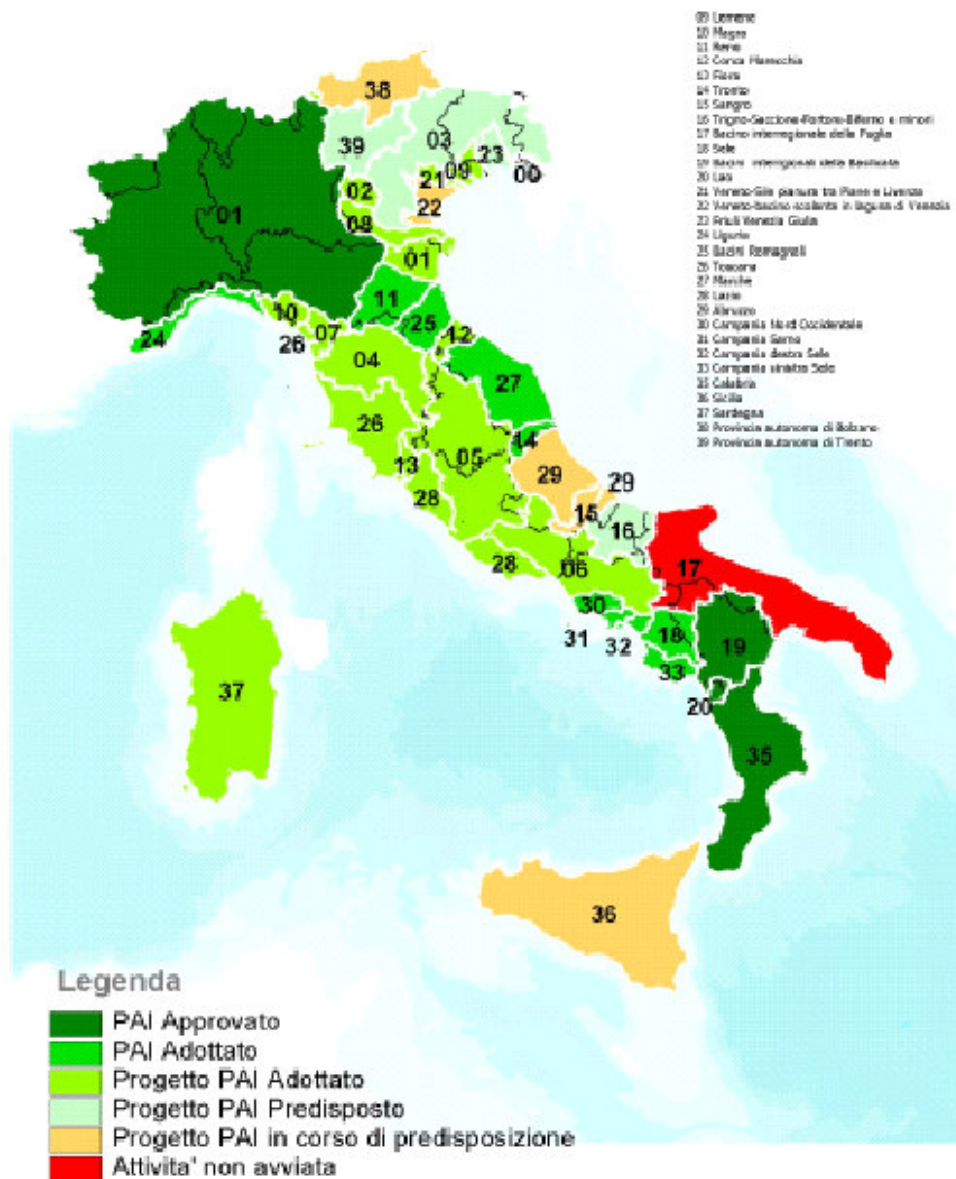 09 Lemene
10 Magra
11 Reno
12 Conca Marecchia
13 Fiora
14 Tronto
15 Sangro
16 Trigno-Saccione-Fortore-Biferno e minori
17 Bacino interregionale della Puglia
18 Sele
19 Bacini interregionali della Basilicata
20 Lao
21 Veneto-Sile pianura tra Piave e Livenza
22 Veneto-bacino scolante in laguna di Venezia
23 Friuli Venezia Giulia
24 Liguria
25 Bacini Romagnoli
26 Toscana
27 Marche
28 Lazio
29 Abruzzo
30 Campania Nord Occidentale
31 Campania Sarno
32 Campania destra Sele
33 Campania sinistra Sele
35 Calabria
36 Sicilia
37 Sardegna
38 Provincia autonoma di Bolzano
39 Provincia autonoma di Trento
38
39
03
23
00
09
21
02
22
08
01
01
11
25
10
07
12
24
26
04
27
26
05
14
13
29
29
28
15
16
28
06
17
30
31
32
18
19
33
20
37
35
36
Legenda
PAI Approvato
PAI Adottato
Progetto PAI Adottato
Progetto PAI Predisposto
Progetto PAI in corso di predisposizione
Attivita' non avviata